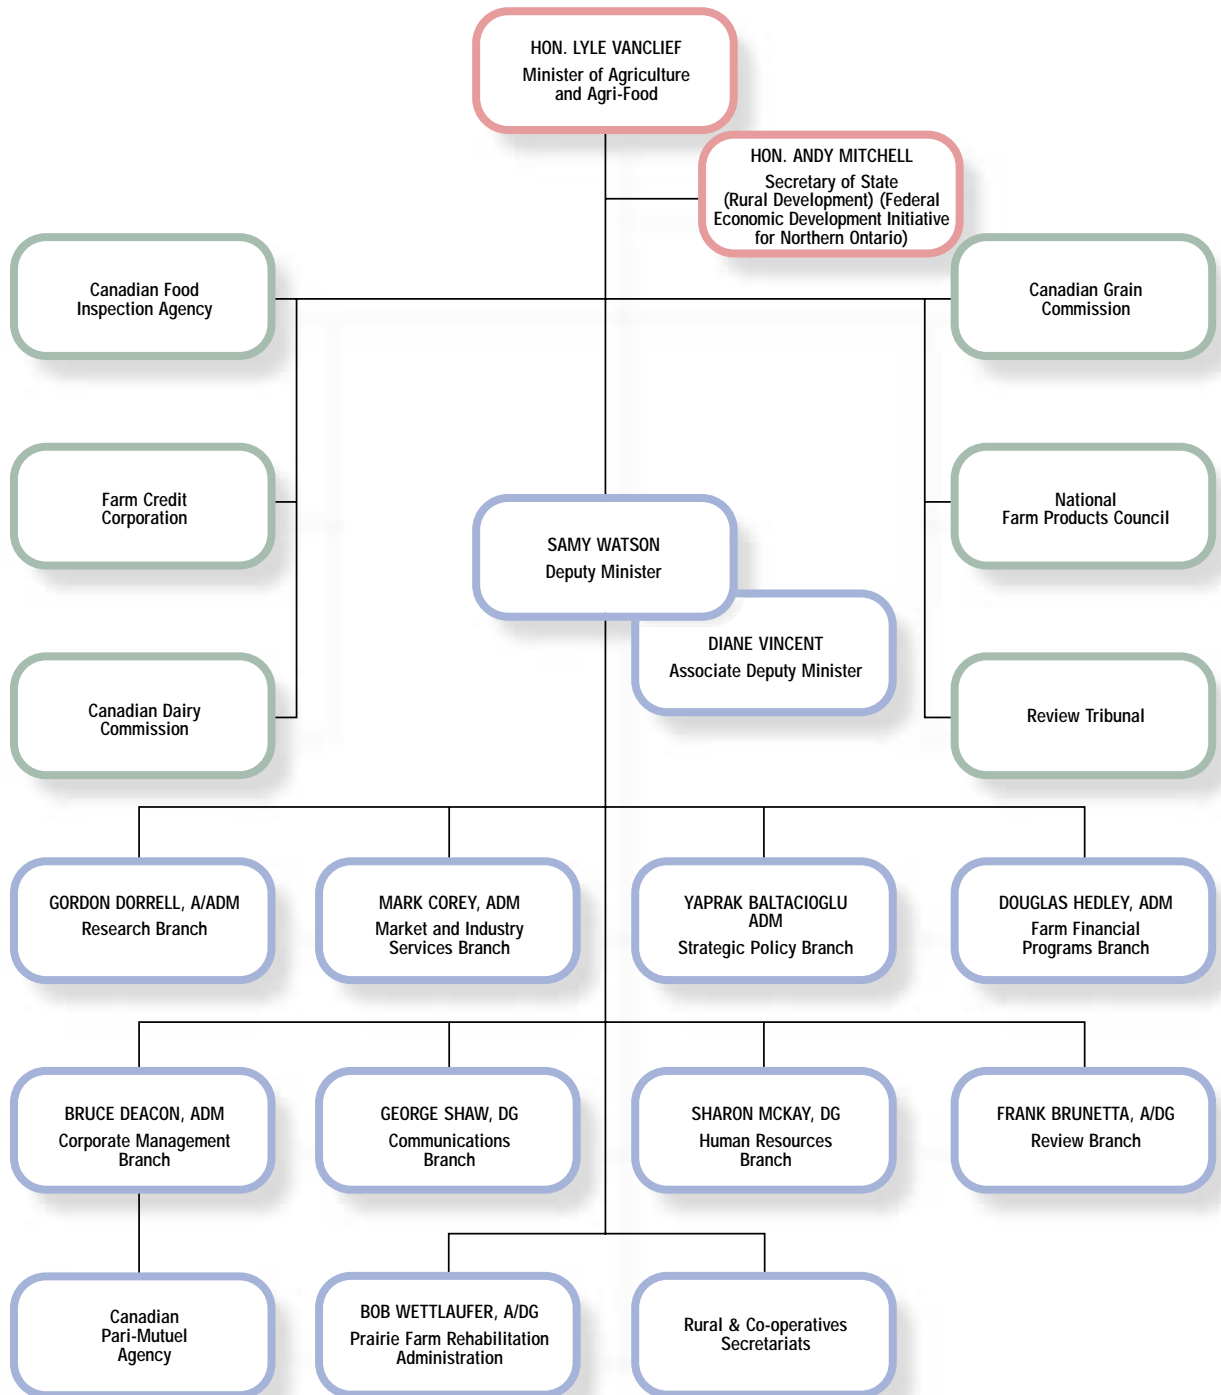 HON. LYLE VANCLIEF
Minister of Agriculture
and Agri-Food
HON. ANDY MITCHELL
Secretary of State
(Rural Development) (Federal
Economic Development Initiative
for Northern Ontario)
Canadian Food
Inspection Agency
Canadian Grain
Commission
Farm Credit
Corporation
National
Farm Products Council
SAMY WATSON
Deputy Minister
DIANE VINCENT
Associate Deputy Minister
Canadian Dairy
Commission
Review Tribunal
GORDON DORRELL, A/ADM
Research Branch
MARK COREY, ADM
Market and Industry
Services Branch
YAPRAK BALTACIOGLU
ADM
Strategic Policy Branch
DOUGLAS HEDLEY, ADM
Farm Financial
Programs Branch
BRUCE DEACON, ADM
Corporate Management
Branch
GEORGE SHAW, DG
Communications
Branch
SHARON MCKAY, DG
Human Resources
Branch
FRANK BRUNETTA, A/DG
Review Branch
Canadian
Pari-Mutuel
Agency
BOB WETTLAUFER, A/DG
Prairie Farm Rehabilitation
Administration
Rural & Co-operatives
Secretariats